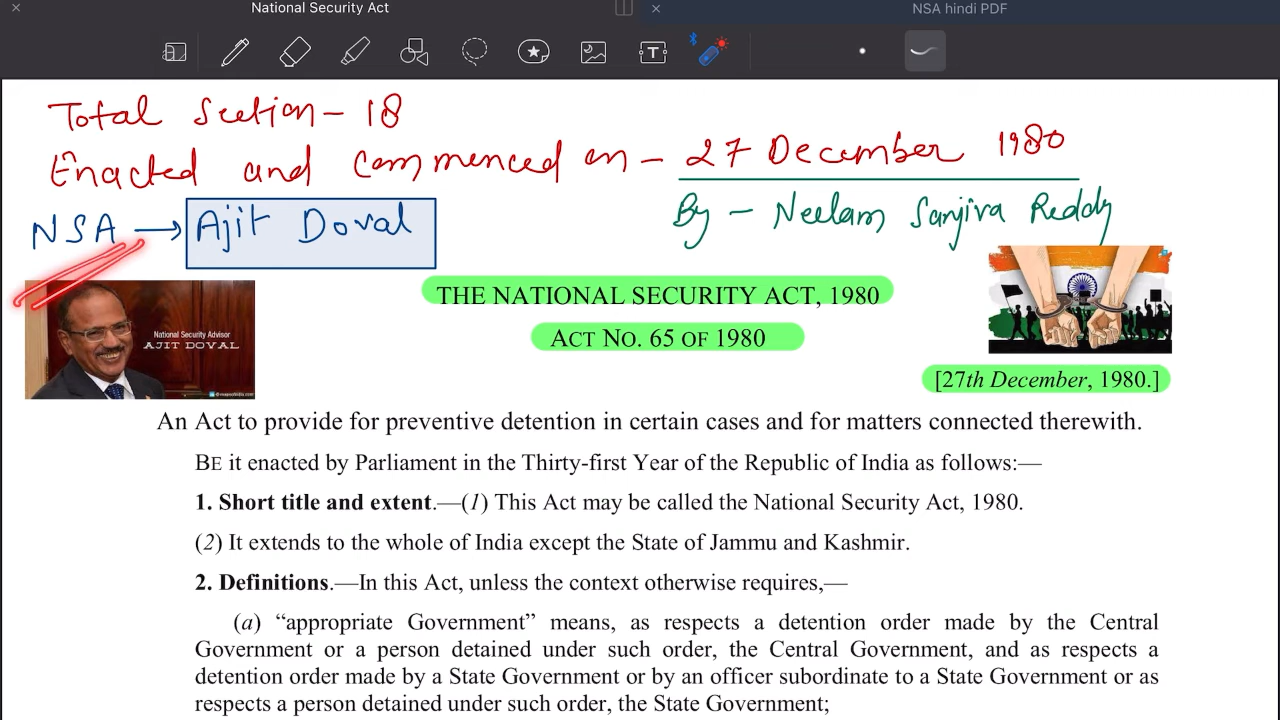 National Security Act
NSA hindi PDF
Total Section - 18
Enacted and Commenced on - 27 December 1980
NSA → Ajit Doval
By - Neelam Sanjiva Reddy
National Security Advisor
AJIT DOVAL
THE NATIONAL SECURITY ACT, 1980
ACT NO. 65 OF 1980
[27th December, 1980.]
An Act to provide for preventive detention in certain cases and for matters connected therewith.
BE it enacted by Parliament in the Thirty-first Year of the Republic of India as follows:—
1. Short title and extent.—(1) This Act may be called the National Security Act, 1980.
(2) It extends to the whole of India except the State of Jammu and Kashmir.
2. Definitions.—In this Act, unless the context otherwise requires,—
(a) “appropriate Government” means, as respects a detention order made by the Central
Government or a person detained under such order, the Central Government, and as respects a
detention order made by a State Government or by an officer subordinate to a State Government or as
respects a person detained under such order, the State Government;